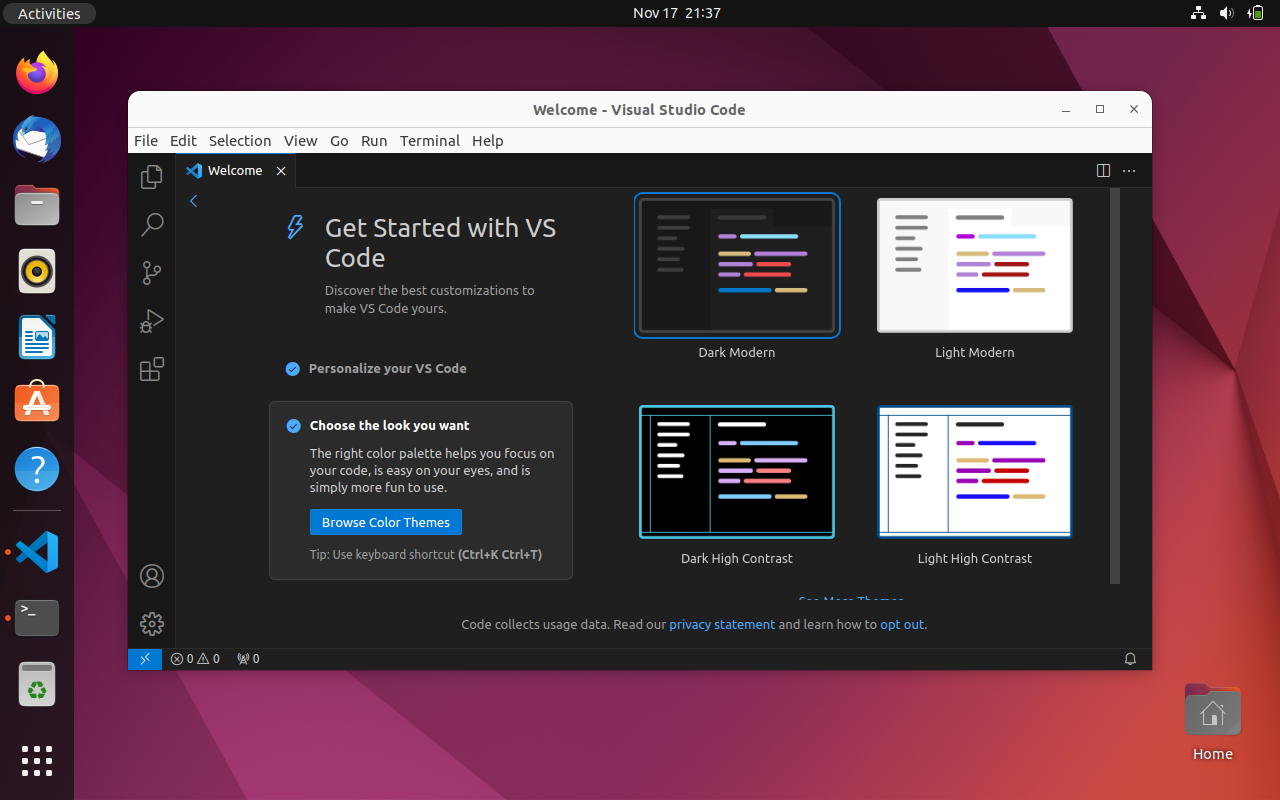 Activities
Nov 17 21:37
Welcome - Visual Studio Code
File Edit Selection View Go Run Terminal Help
Welcome
Get Started with VS
Code
Discover the best customizations to
make VS Code yours.
Personalize your VS Code
Choose the look you want
The right color palette helps you focus on
your code, is easy on your eyes, and is
simply more fun to use.
Browse Color Themes
Tip: Use keyboard shortcut (Ctrl+K Ctrl+T)
Dark Modern
Light Modern
Dark High Contrast
Light High Contrast
See More Themes
Code collects usage data. Read our privacy statement and learn how to opt out.
0 0 0
>_
Home